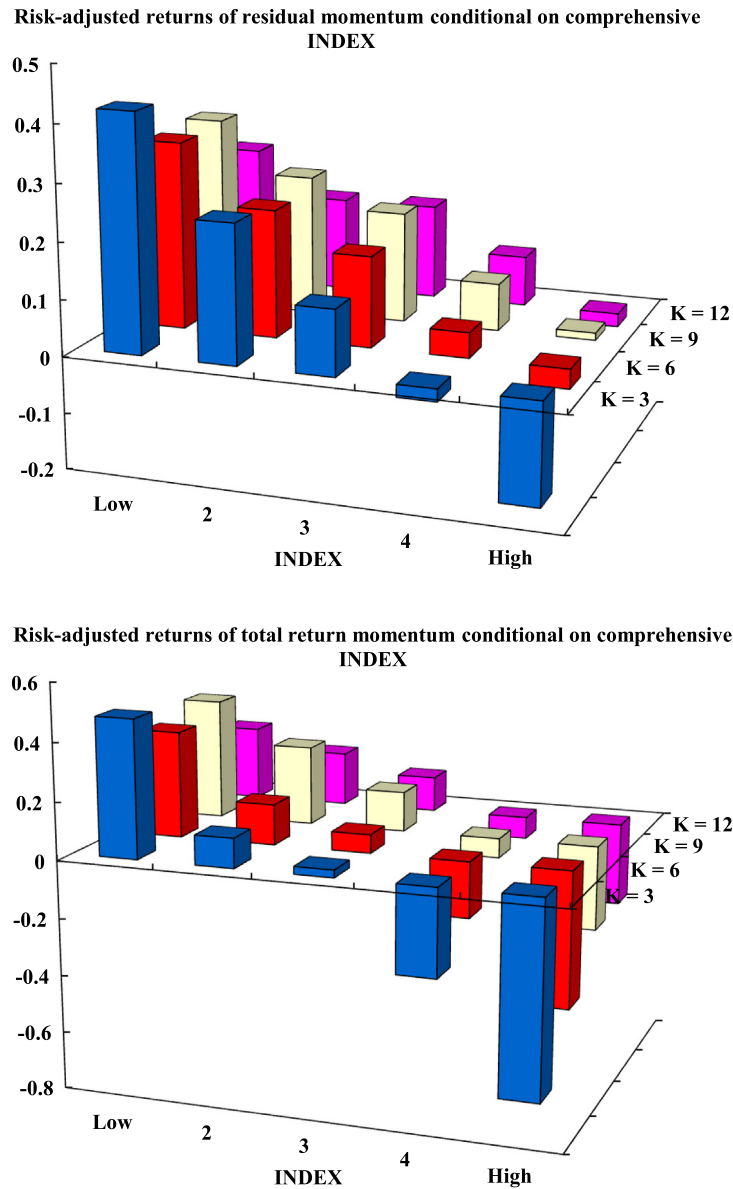 Risk-adjusted returns of residual momentum conditional on comprehensive
INDEX
0.5
0.4
0.3
0.2
0.1
0
-0.1
-0.2
K = 12
K = 9
K = 6
K = 3
Low
2
3
4
High
INDEX
Risk-adjusted returns of total return momentum conditional on comprehensive
INDEX
0.6
0.4
0.2
0
-0.2
-0.4
-0.6
-0.8
K = 12
K = 9
K = 6
K = 3
Low
2
3
4
High
INDEX